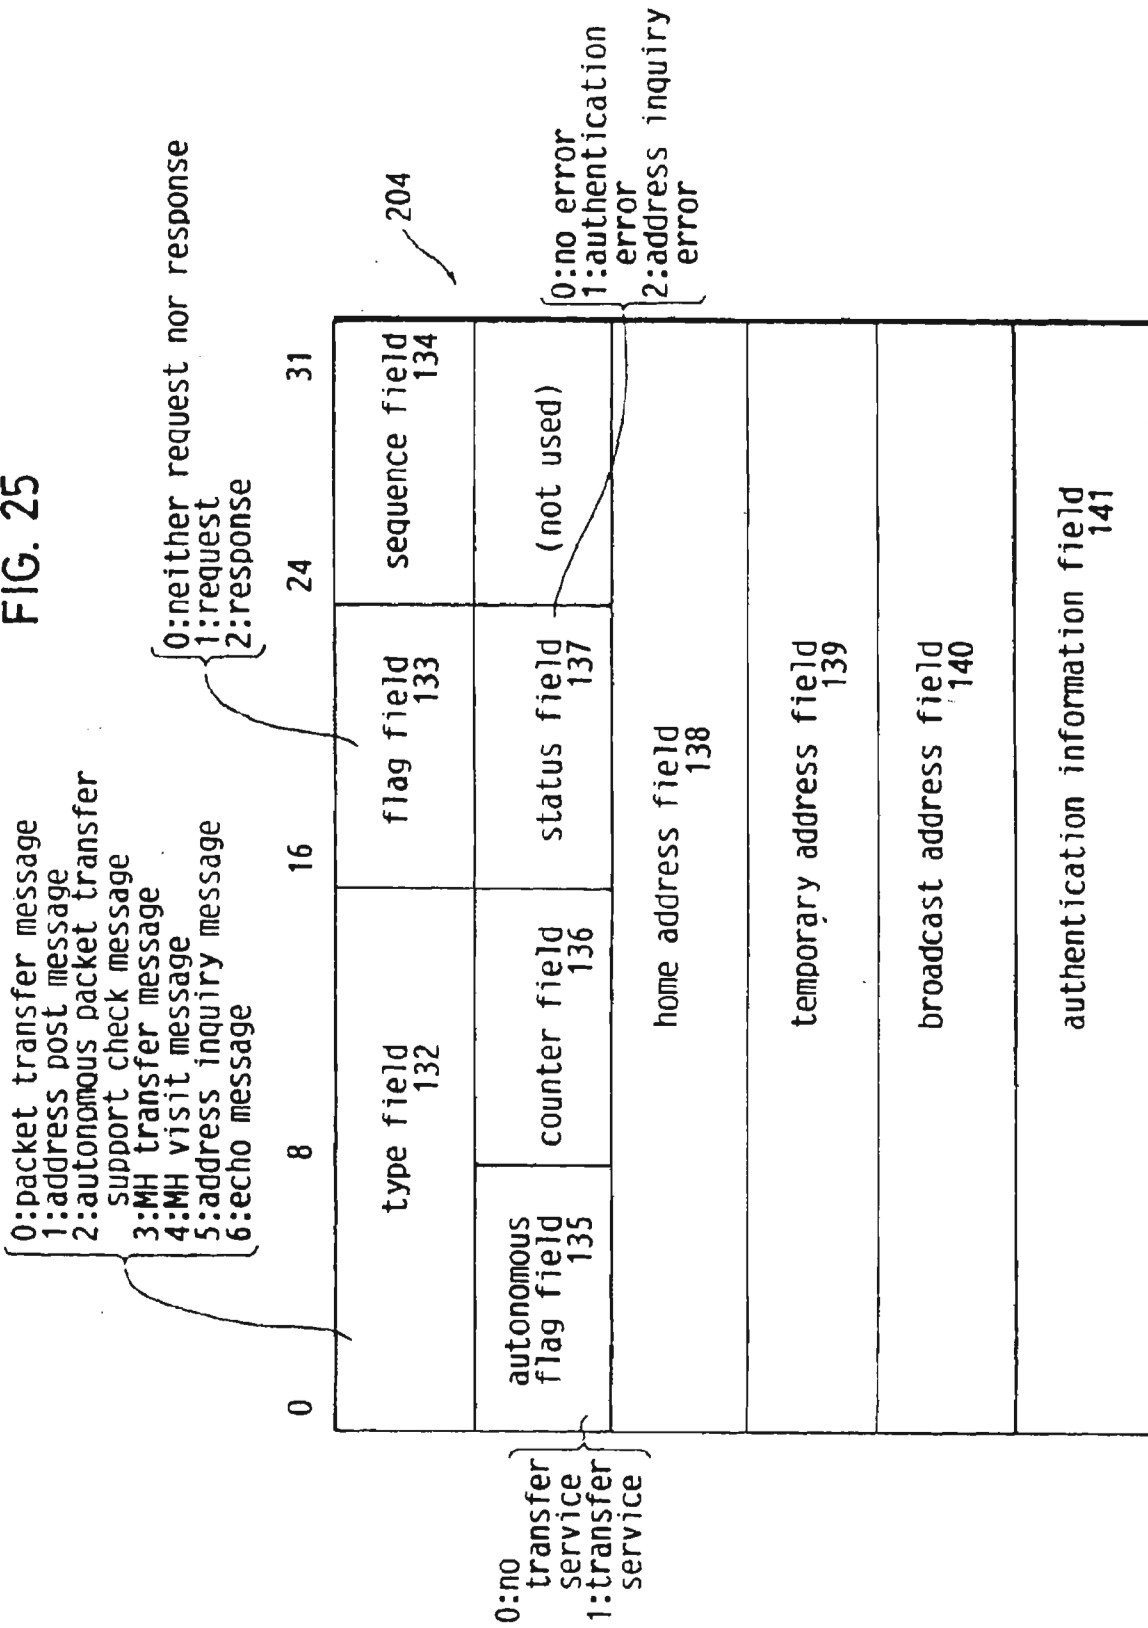 FIG. 25
0:packet transfer message
1:address post message
2:autonomous packet transfer
support check message
3:MH transfer message
4:MH visit message
5:address inquiry message
6:echo message
0:neither request nor response
1:request
2:response
204
0
8
16
24
31
type field
132
flag field
133
sequence field
134
autonomous
flag field
135
counter field
136
status field
137
(not used)
0:no
transfer
service
1:transfer
service
0:no error
1:authentication
error
2:address inquiry
error
home address field
138
temporary address field
139
broadcast address field
140
authentication information field
141